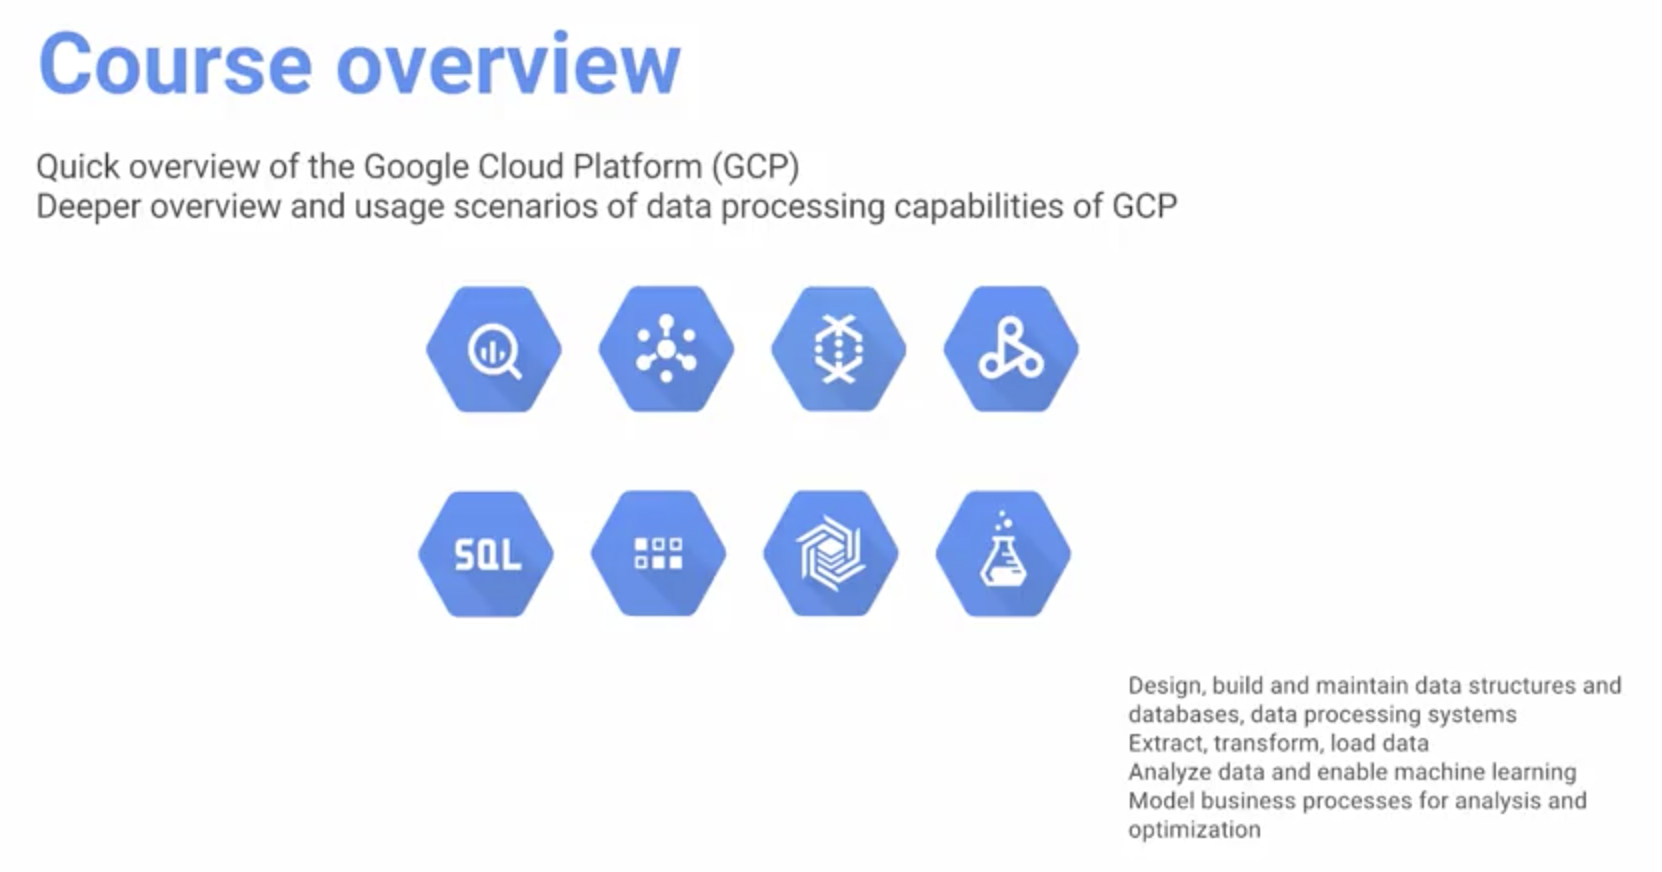 Course overview
Quick overview of the Google Cloud Platform (GCP)
Deeper overview and usage scenarios of data processing capabilities of GCP
SQL
Design, build and maintain data structures and
databases, data processing systems
Extract, transform, load data
Analyze data and enable machine learning
Model business processes for analysis and
optimization